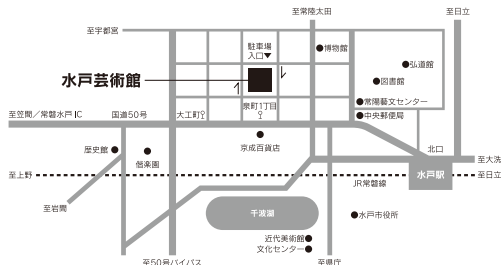 至常陸太田
至日立
至宇都宮
駐車場
入口▼
博物館
弘道館
図書館
水戸芸術館
常陽藝文センター
中央郵便局
至笠間／常磐水戸IC
国道50号
大工町
泉町1丁目
京成百貨店
歴史館
偕楽園
北口
至大洗
至上野
水戸駅
至日立
JR常磐線
至岩間
千波湖
水戸市役所
近代美術館
文化センター
至50号バイパス
至県庁